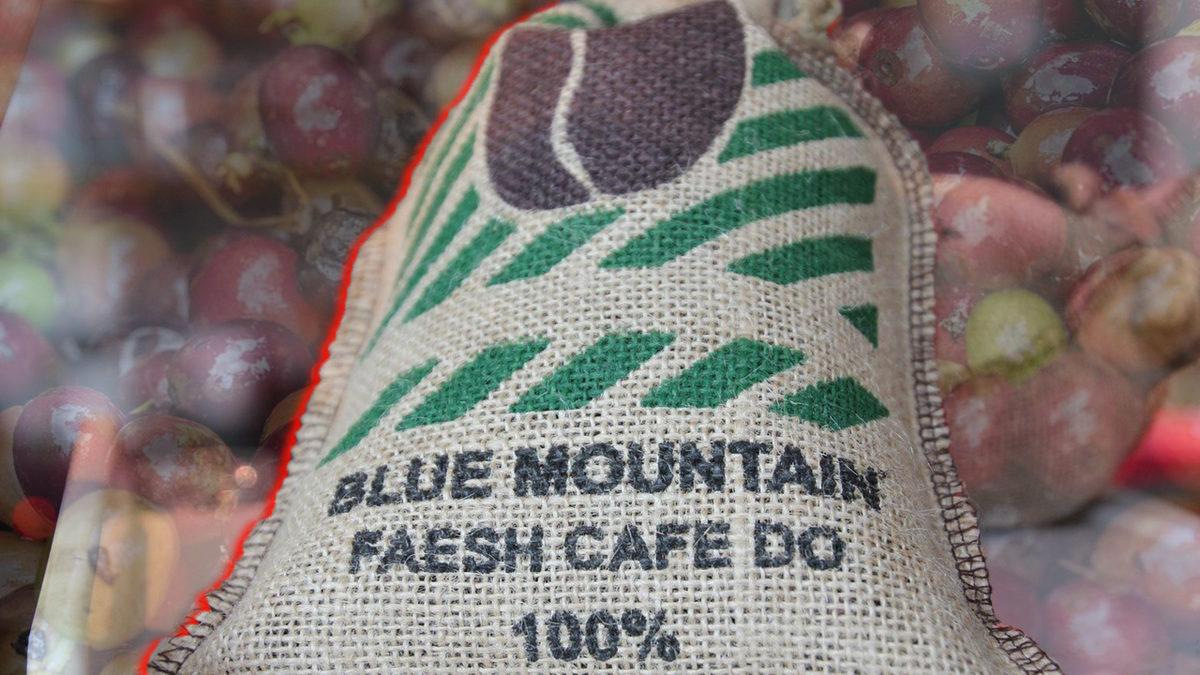 BLUE MOUNTAIN
FAESH CAFE DO
100%